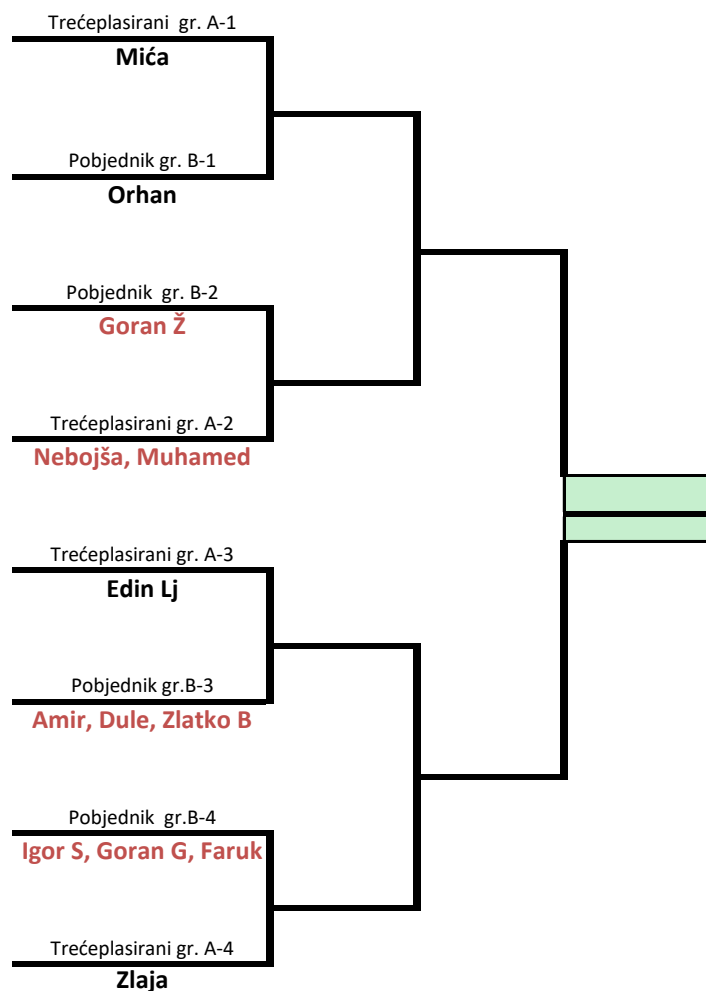 Trećeplasirani gr. A-1
Mića
Pobjednik gr. B-1
Orhan
Pobjednik gr. B-2
Goran Ž
Trećeplasirani gr. A-2
Nebojša, Muhamed
Trećeplasirani gr. A-3
Edin Lj
Pobjednik gr.B-3
Amir, Dule, Zlatko B
Pobjednik gr.B-4
Igor S, Goran G, Faruk
Trećeplasirani gr. A-4
Zlaja